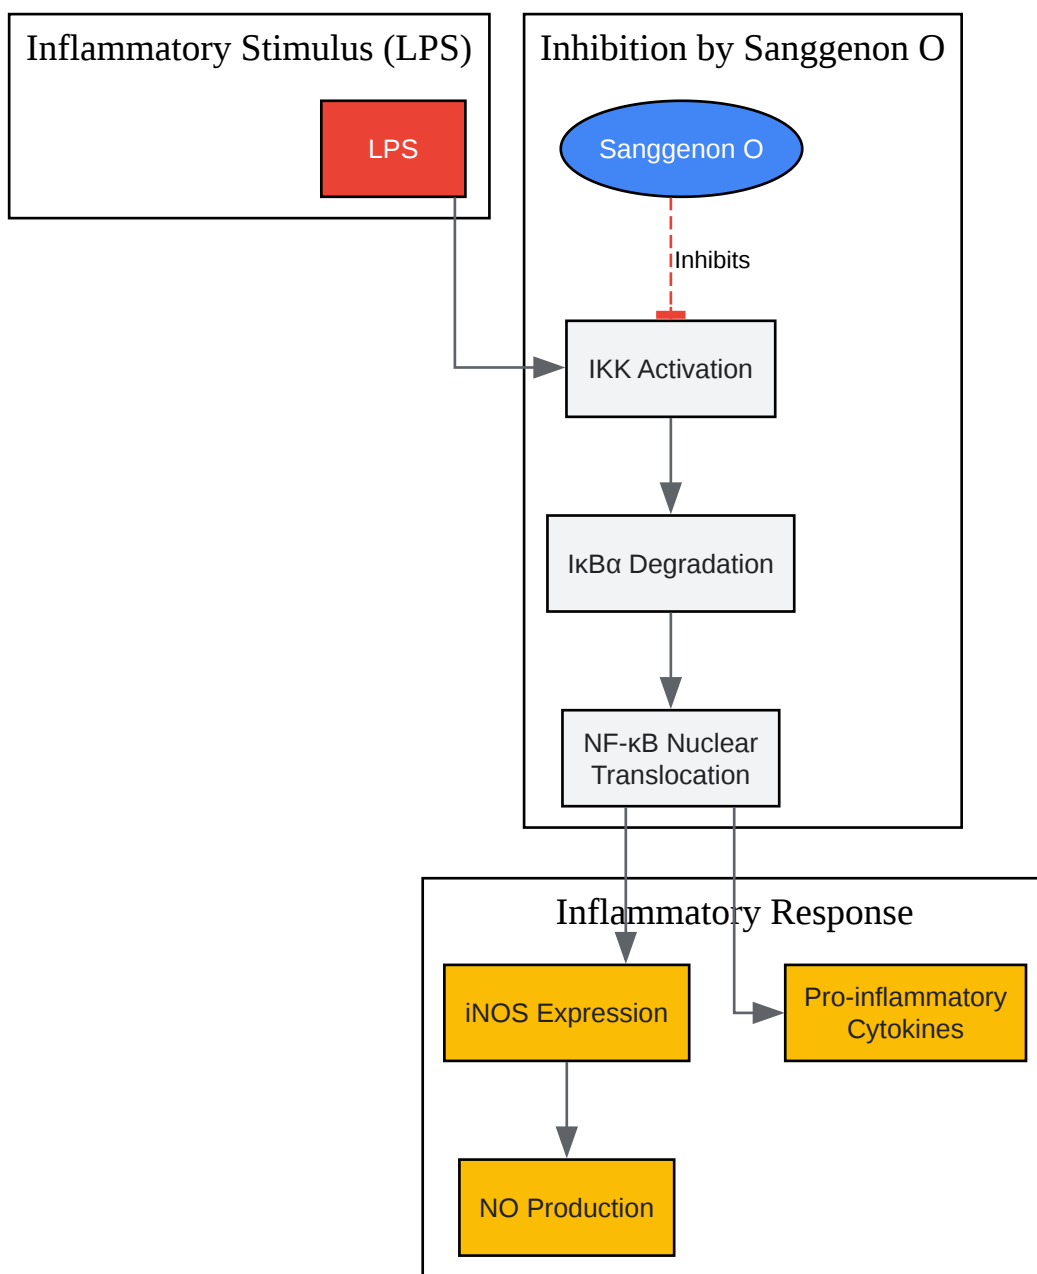 Inflammatory Stimulus (LPS)
Inhibition by Sanggenon O
LPS
Sanggenon O
Inhibits
IKK Activation
IκBα Degradation
NF-κB Nuclear
Translocation
Inflammatory Response
iNOS Expression
Pro-inflammatory
Cytokines
NO Production